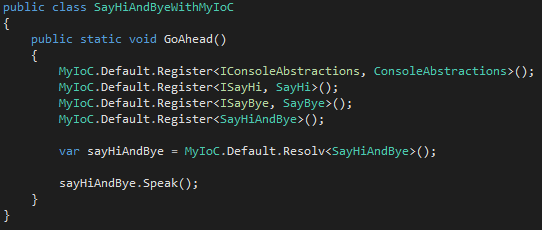 public class SayHiAndByeWithMyIoC
{
public static void GoAhead()
{
MyIoC.Default.Register<IConsoleAbstractions, ConsoleAbstractions>();
MyIoC.Default.Register<ISayHi, SayHi>();
MyIoC.Default.Register<ISayBye, SayBye>();
MyIoC.Default.Register<SayHiAndBye>();
var sayHiAndBye = MyIoC.Default.Resolv<SayHiAndBye>();
sayHiAndBye.Speak();
}
}